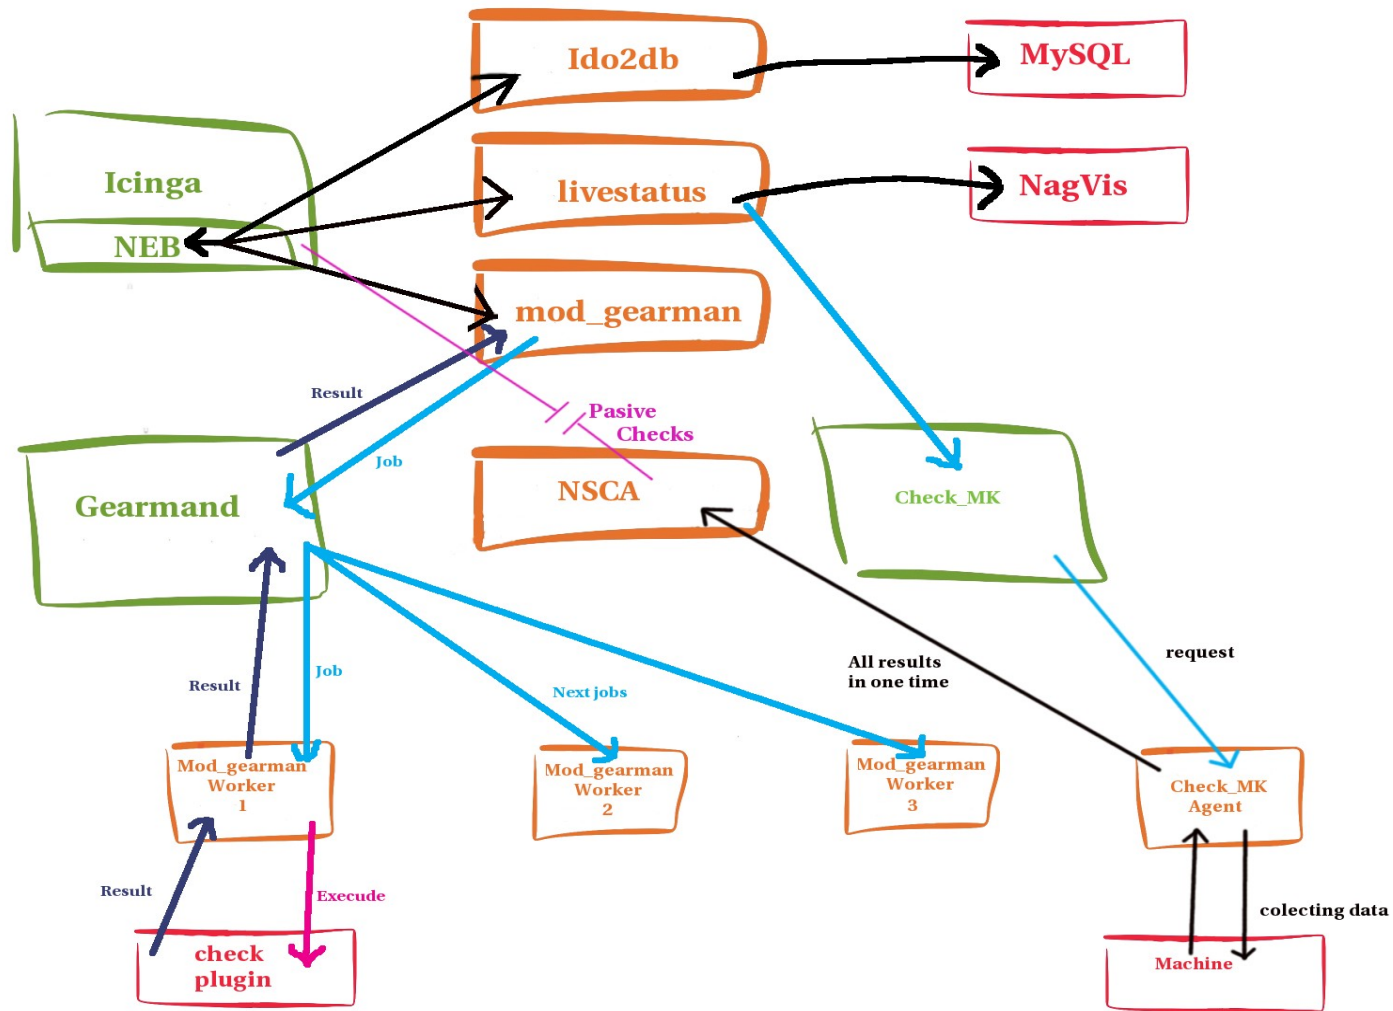 Ido2db
MySQL
Icinga
livestatus
NagVis
NEB
mod_gearman
Result
Pasive
Checks
Job
Gearmand
NSCA
Check_MK
request
All results
in one time
Result
Job
Next jobs
Mod_gearman
Worker
1
Mod_gearman
Worker
2
Mod_gearman
Worker
3
Check_MK
Agent
Result
Execude
colecting data
check
plugin
Machine